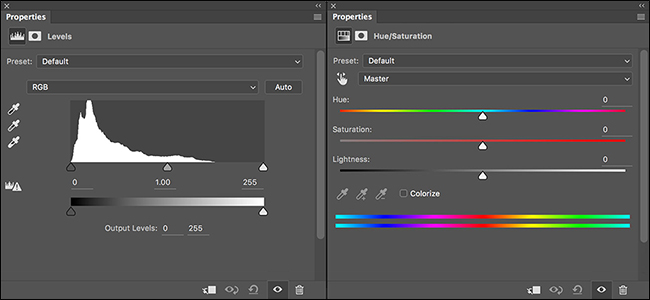 Properties
Levels
Preset: Default
RGB
Auto
0 1.00 255
Output Levels: 0 255
Properties
Hue/Saturation
Preset: Default
Master
Hue: 0
Saturation: 0
Lightness: 0
Colorize